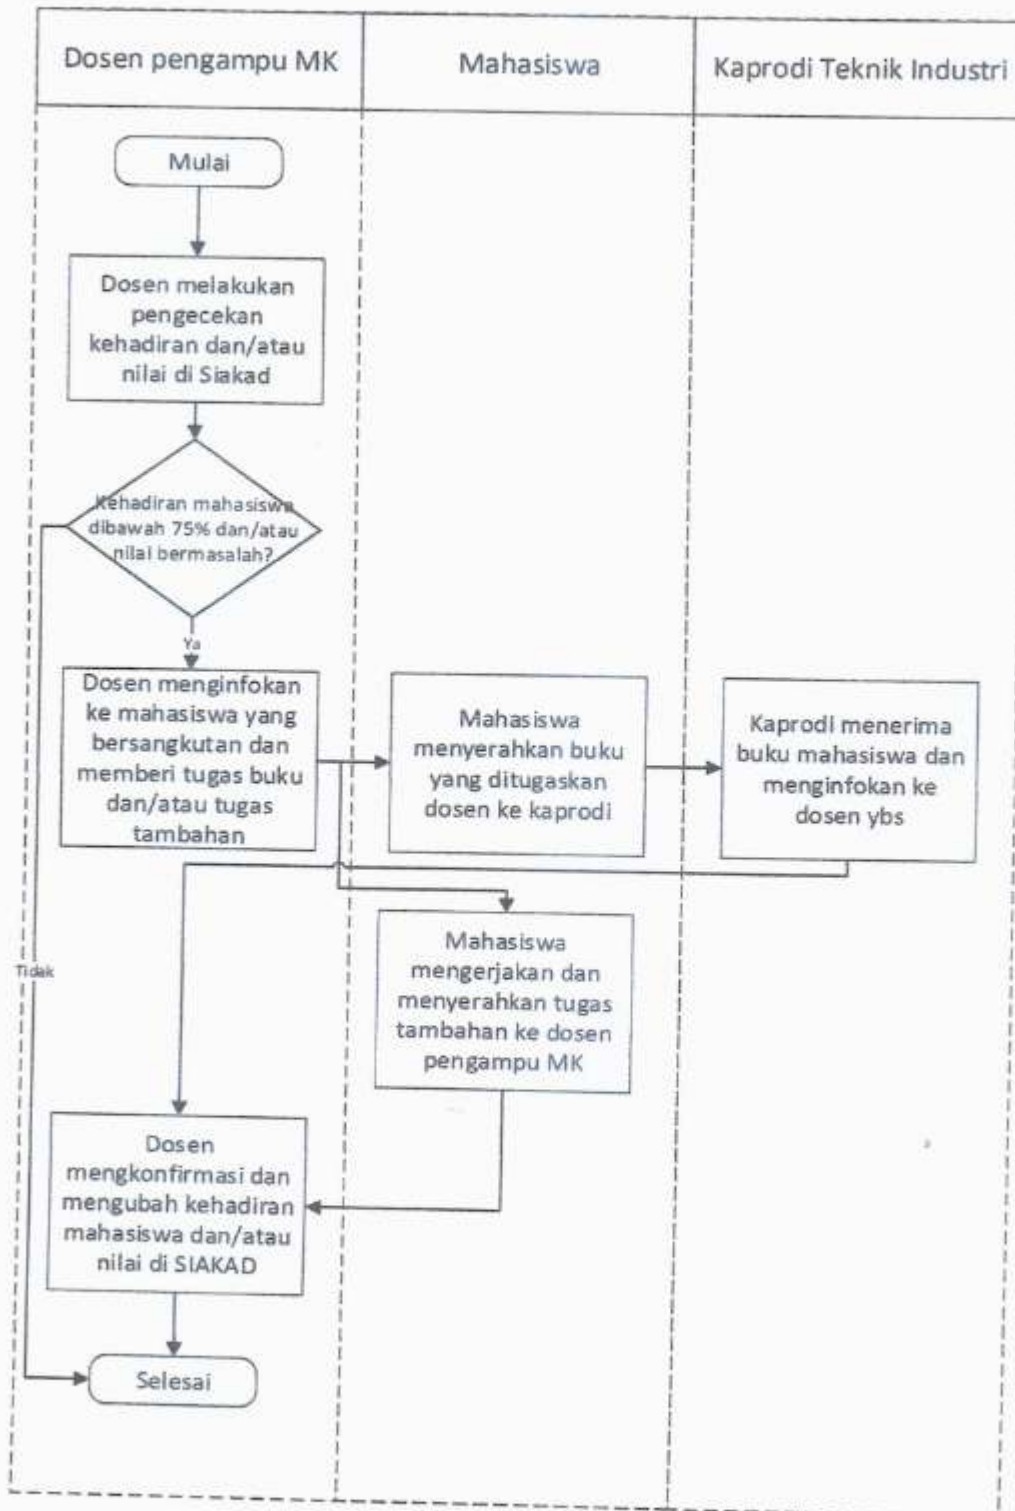 Dosen pengampu MK
Mahasiswa
Kaprodi Teknik Industri
Mulai
Dosen melakukan
pengecekan
kehadiran dan/atau
nilai di Siakad
Kehadiran mahasiswa
dibawah 75% dan/atau
nilai bermasalah?
Ya
Dosen menginfokan
ke mahasiswa yang
bersangkutan dan
memberi tugas buku
dan/atau tugas
tambahan
Mahasiswa
menyerahkan buku
yang ditugaskan
dosen ke kaprodi
Kaprodi menerima
buku mahasiswa dan
menginfokan ke
dosen ybs
Tidak
Mahasiswa
mengerjakan dan
menyerahkan tugas
tambahan ke dosen
pengampu MK
Dosen
mengkonfirmasi dan
mengubah kehadiran
mahasiswa dan/atau
nilai di SIAKAD
Selesai